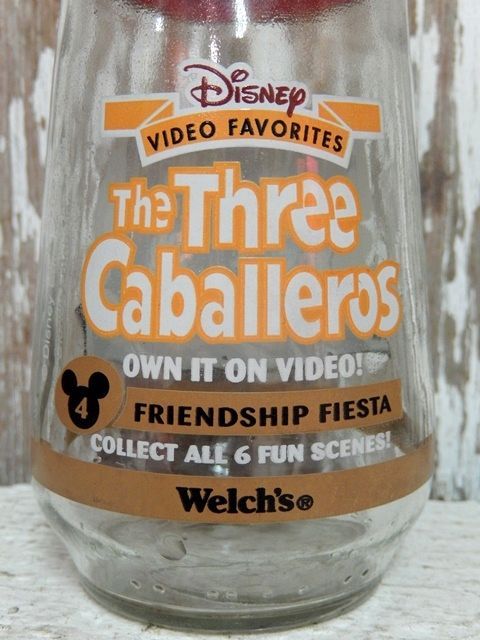 Disney
VIDEO FAVORITES
The Three
Caballeros
OWN IT ON VIDEO!
4 FRIENDSHIP FIESTA
COLLECT ALL 6 FUN SCENES!
Welch's®
Disney